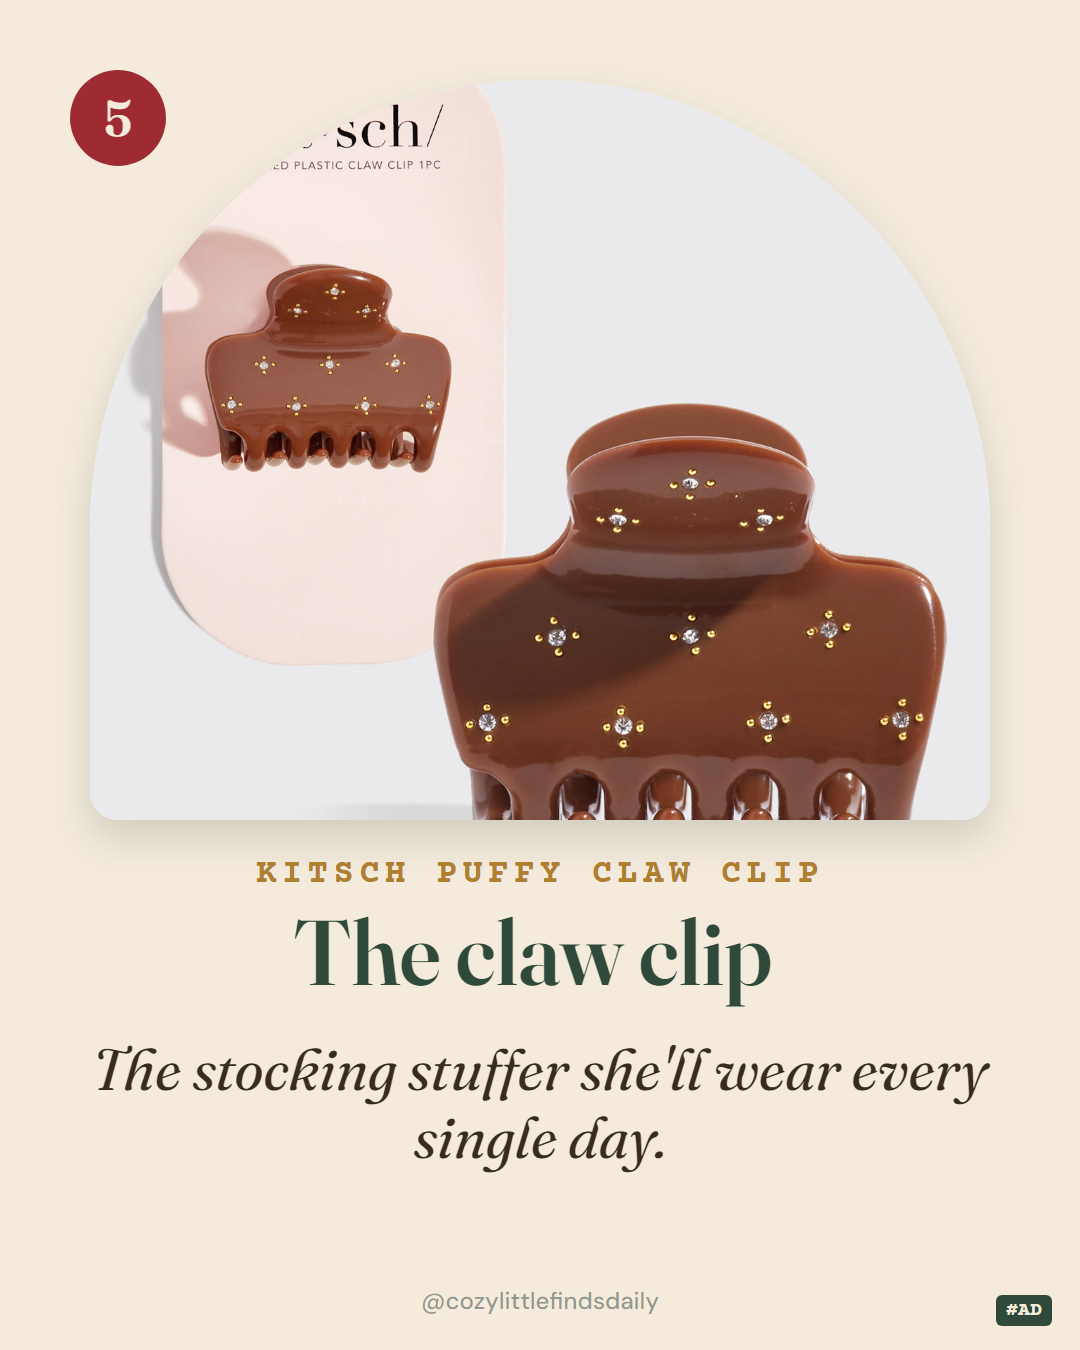 5
sch/
ED PLASTIC CLAW CLIP 1PC
KITSCH PUFFY CLAW CLIP
The claw clip
The stocking stuffer she'll wear every
single day.
@cozylittlefindsdaily
#AD